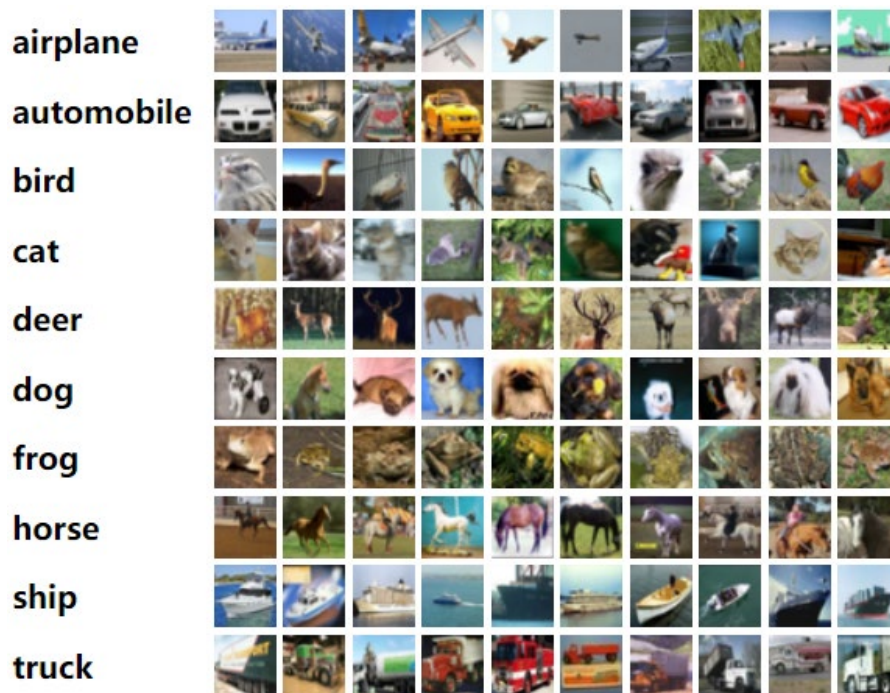 airplane
automobile
bird
cat
deer
dog
frog
horse
ship
truck